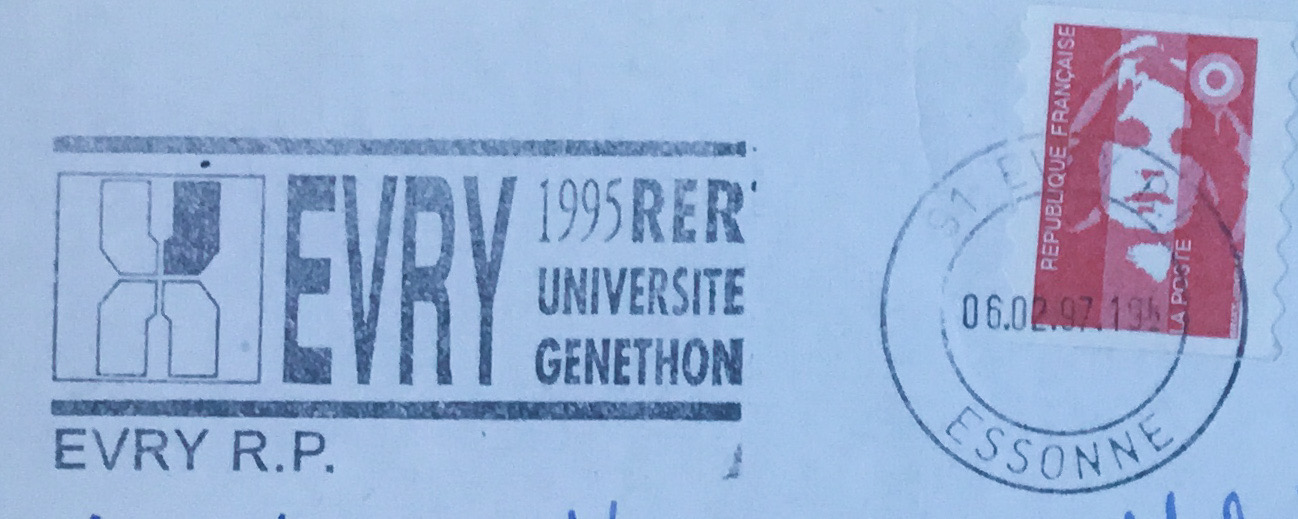 EVRY 1995 RER
UNIVERSITE
GENETHON
EVRY R.P.
REPUBLIQUE FRANÇAISE
LA POSTE
06.02.97
ESSONNE